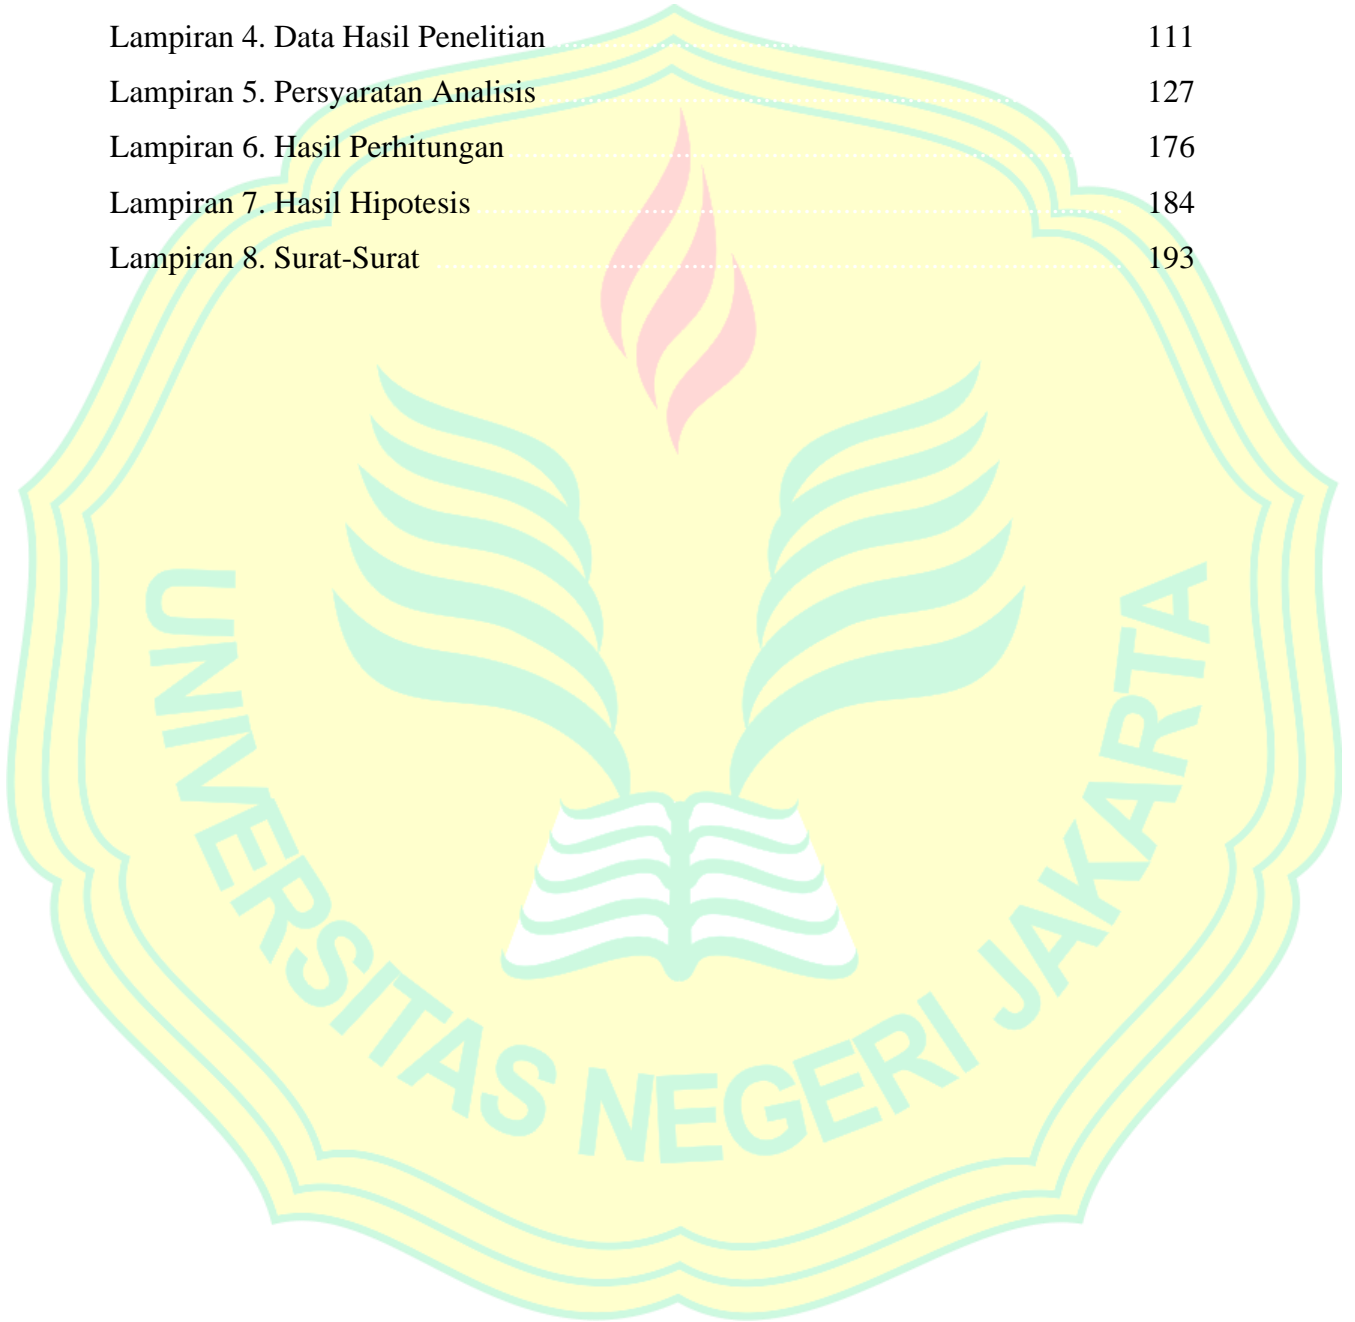 Lampiran 4. Data Hasil Penelitian 111
Lampiran 5. Persyaratan Analisis 127
Lampiran 6. Hasil Perhitungan 176
Lampiran 7. Hasil Hipotesis 184
Lampiran 8. Surat-Surat 193
UNIVERSITAS NEGERI JAKARTA